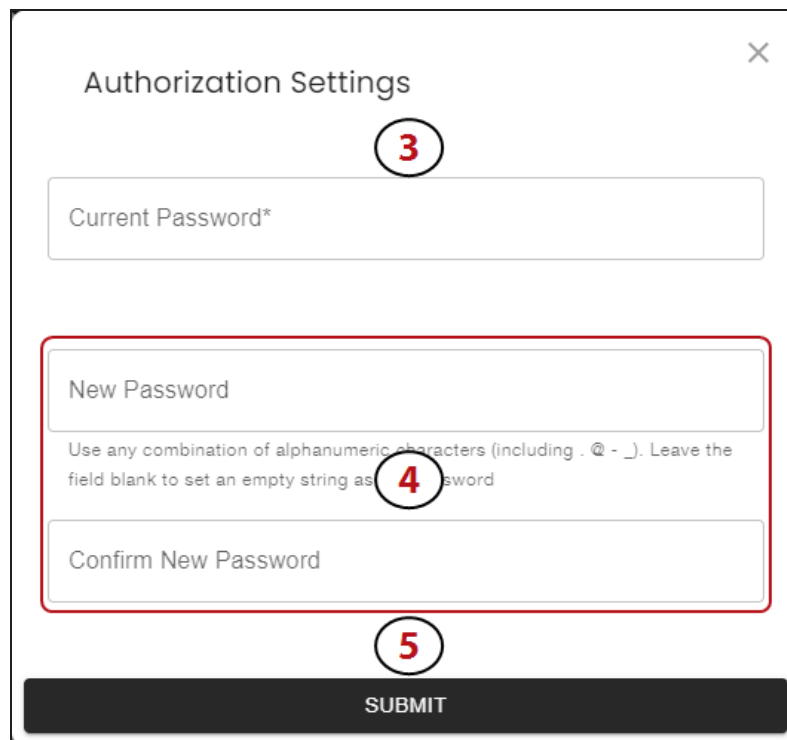 Authorization Settings
3
Current Password*
New Password
Use any combination of alphanumeric characters (including . @ - _). Leave the
field blank to set an empty string as sword
4
Confirm New Password
5
SUBMIT